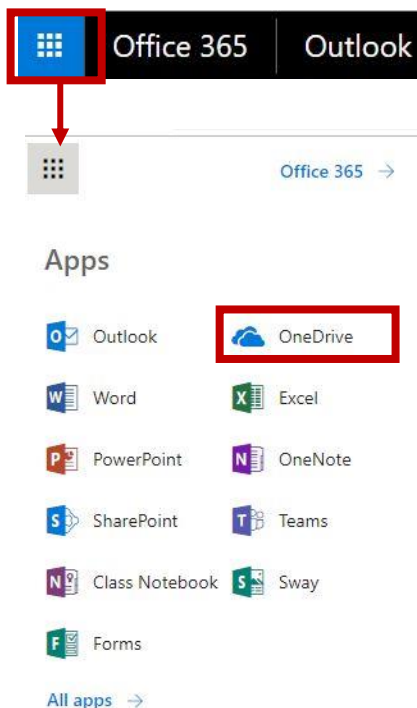 Office 365 Outlook
Office 365 →
Apps
Outlook OneDrive
Word Excel
PowerPoint OneNote
SharePoint Teams
Class Notebook Sway
Forms
All apps →